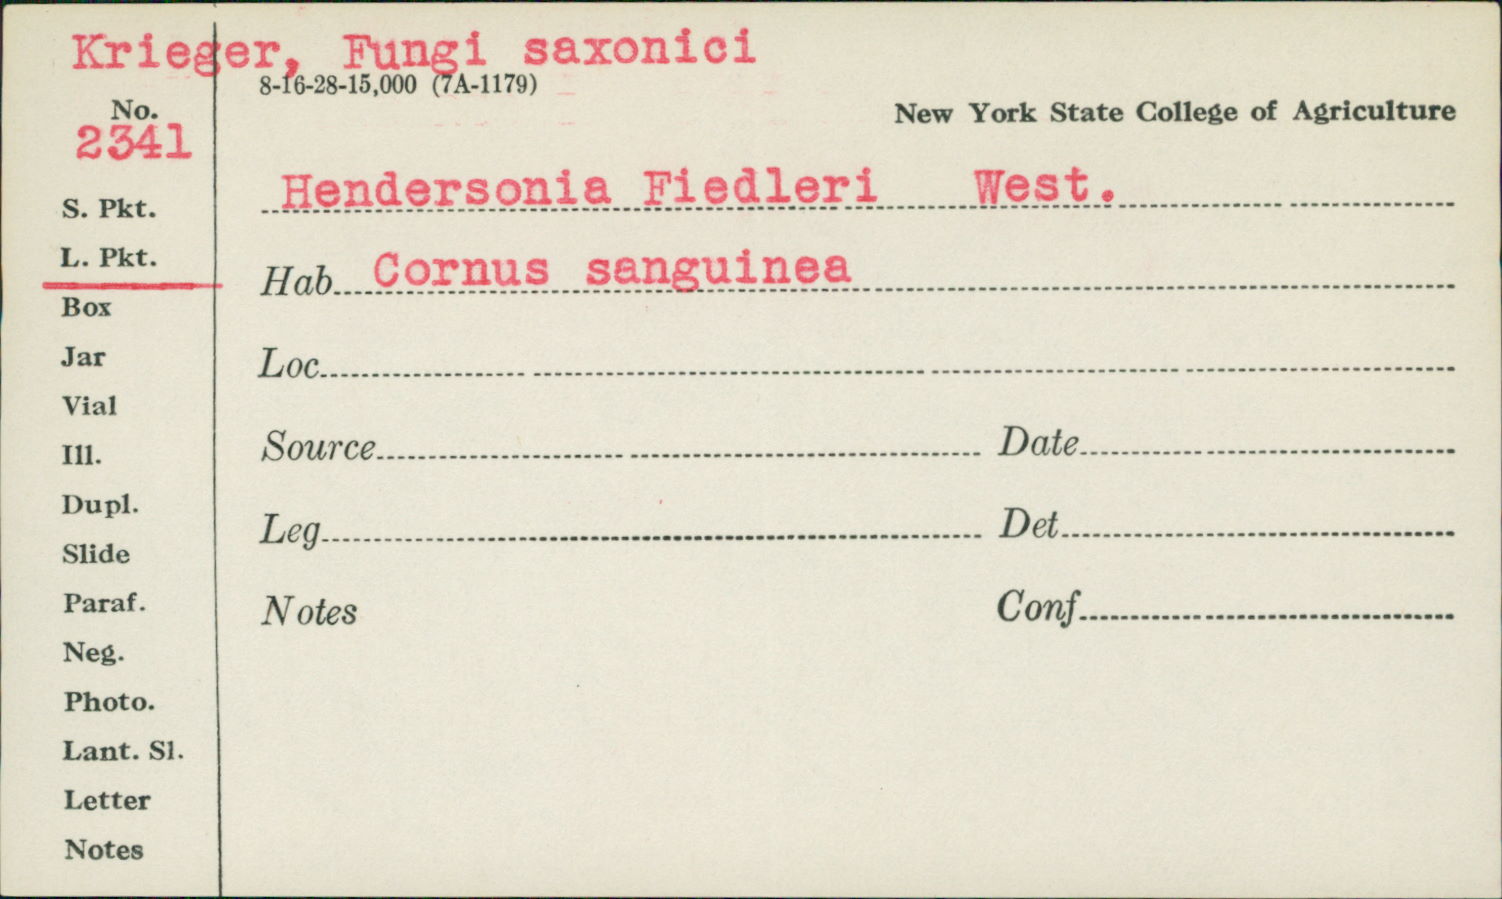 Krieger, Fungi saxonici
8-16-28-15,000 (7A-1179)
New York State College of Agriculture
No.
2341
S. Pkt.
L. Pkt.
Box
Jar
Vial
Ill.
Dupl.
Slide
Paraf.
Neg.
Photo.
Lant. Sl.
Letter
Notes
Hendersonia Fiedleri West.
Hab. Cornus sanguinea
Loc.
Source Date
Leg. Det.
Notes Conf.